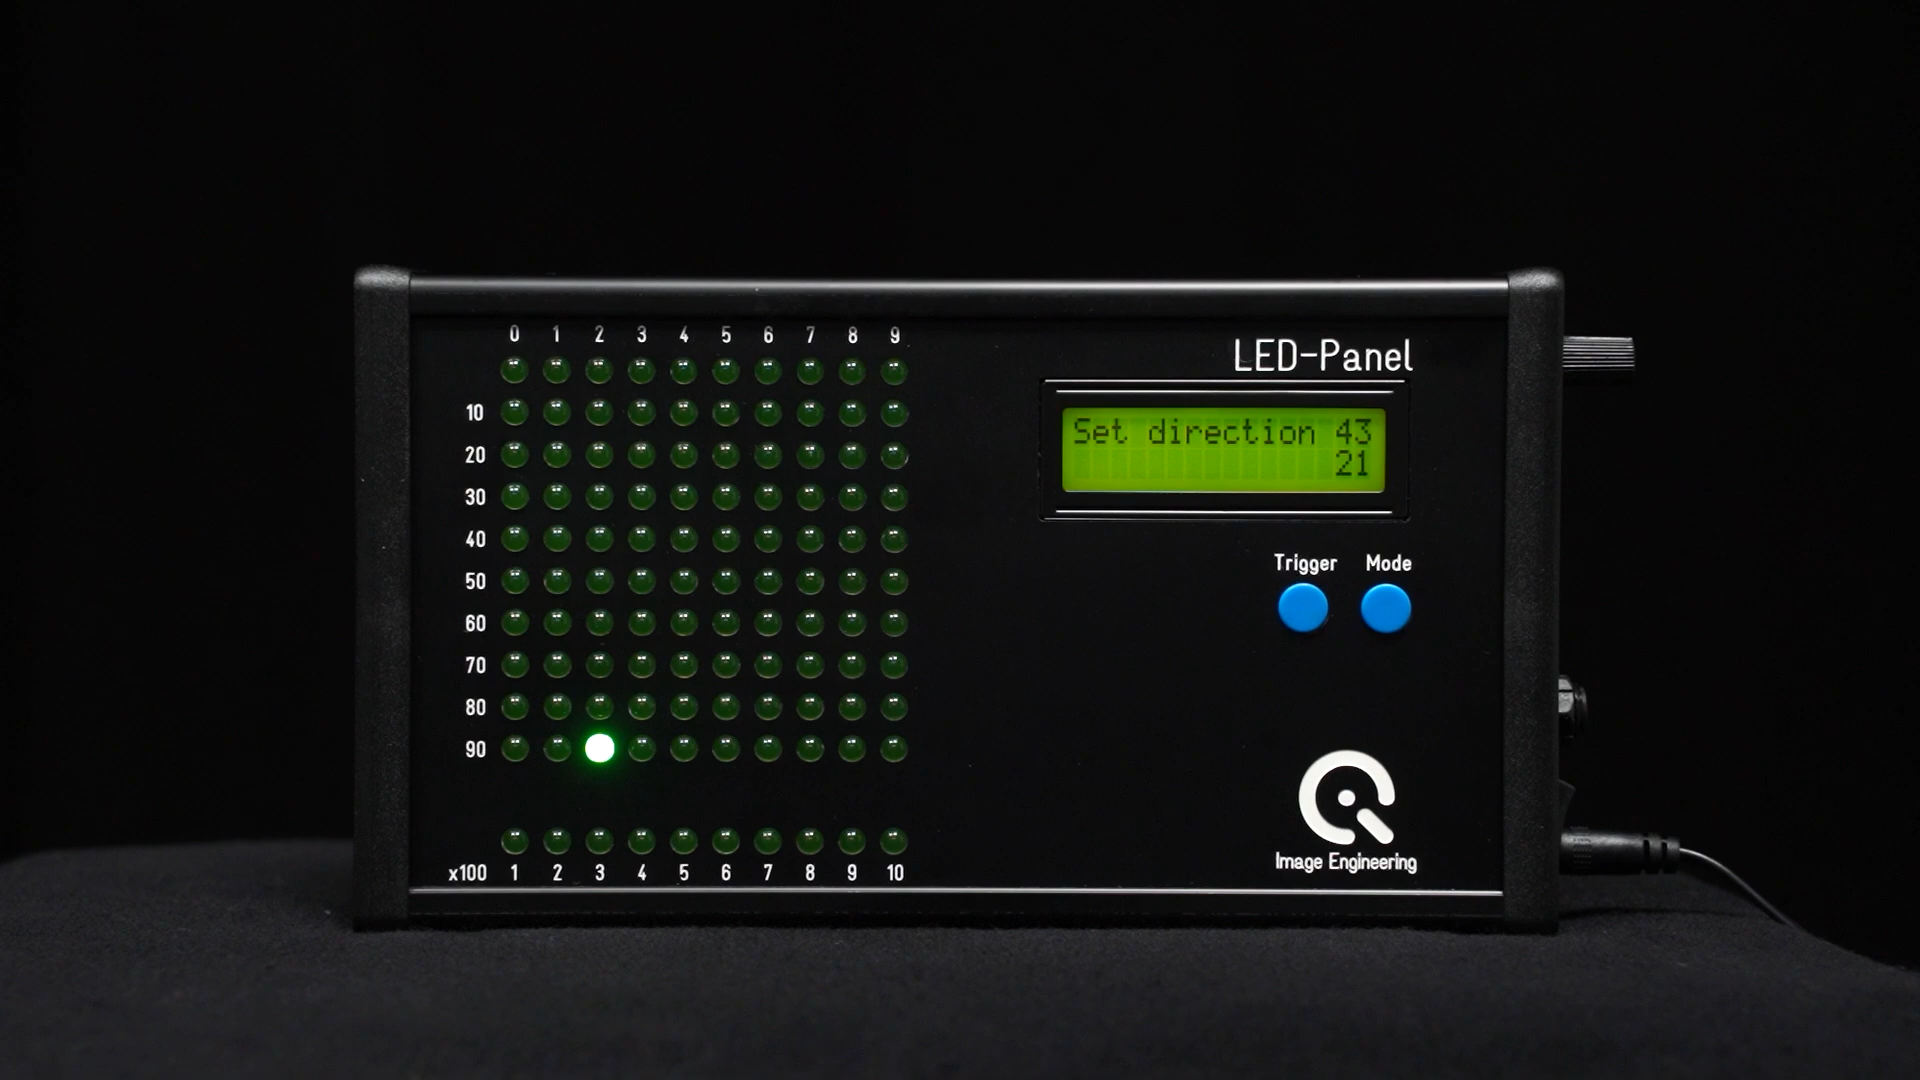 0 1 2 3 4 5 6 7 8 9
LED-Panel
10
20
30
40
50
60
70
80
90
x100 1 2 3 4 5 6 7 8 9 10
Set direction 43
21
Trigger Mode
Image Engineering